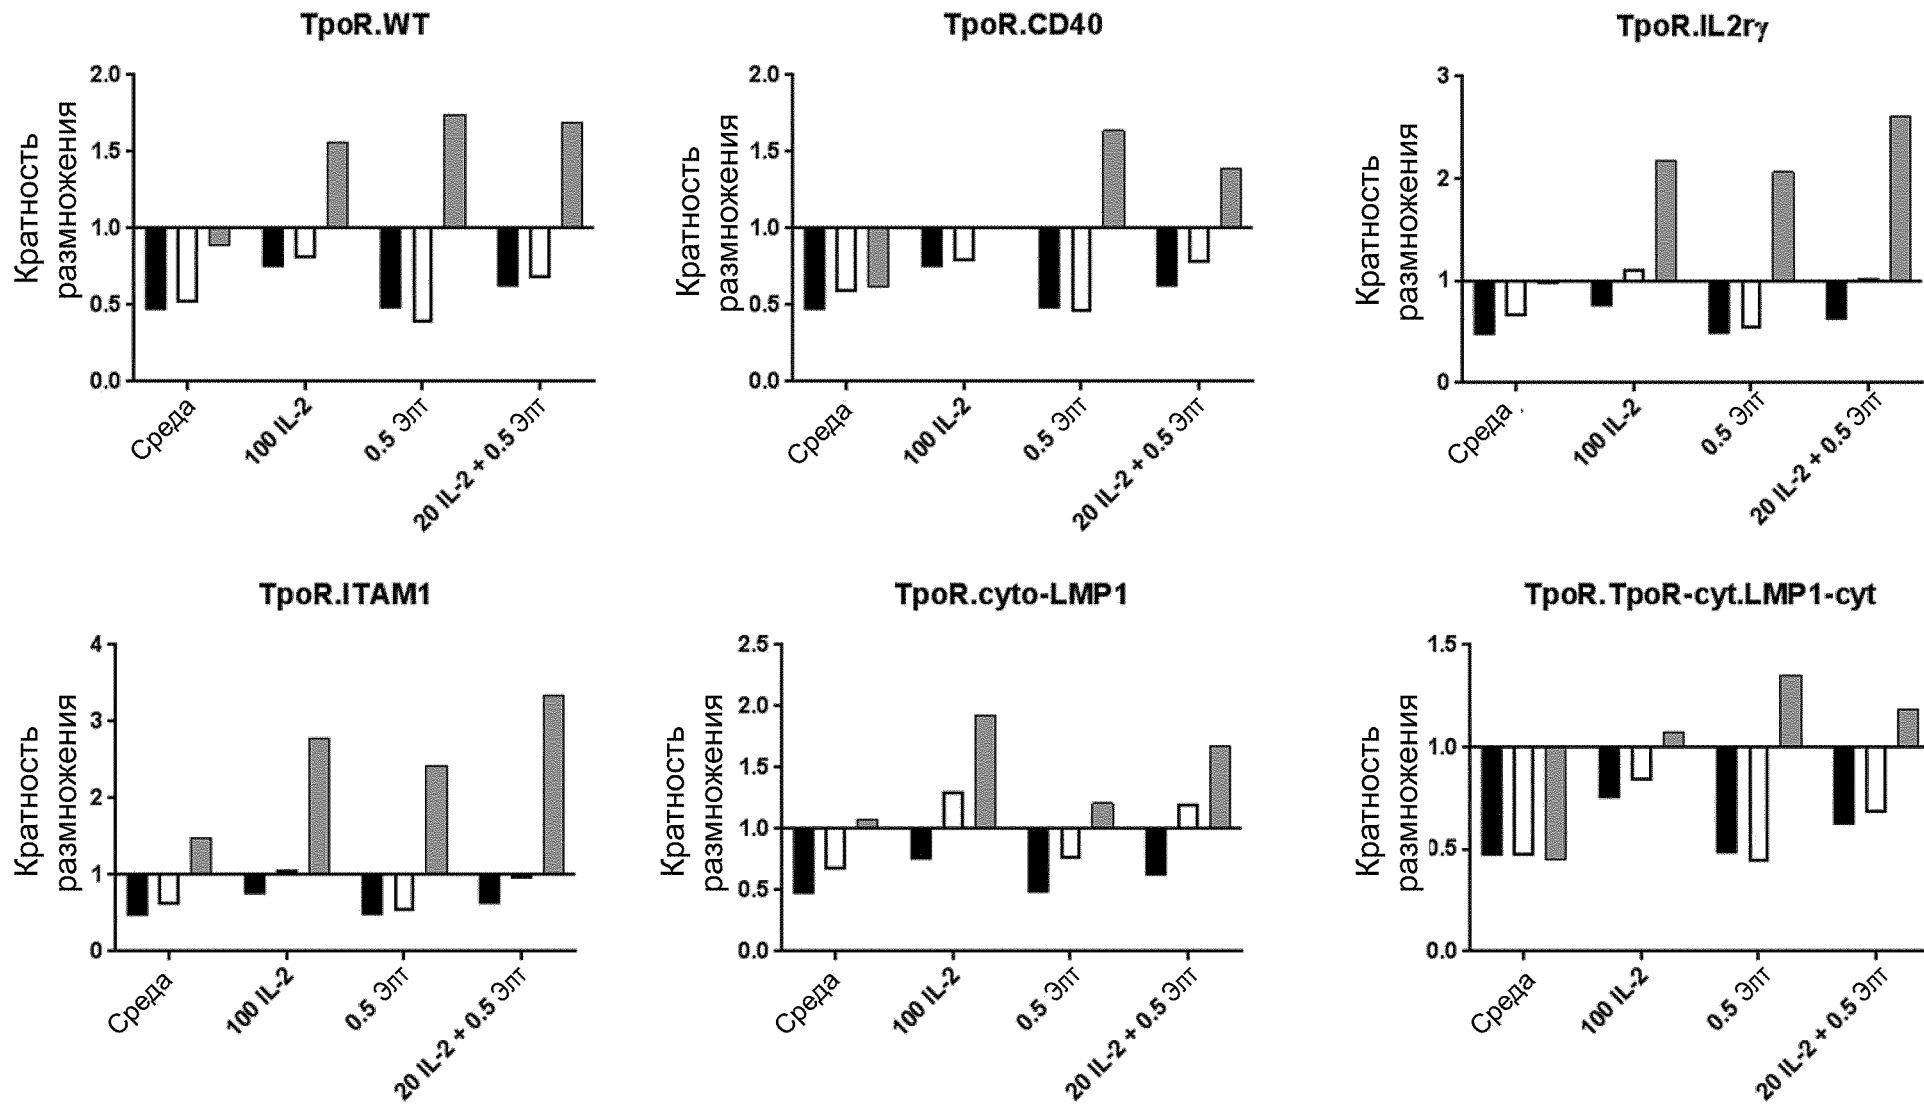 TpoR.WT
Кратность
размножения
2.0
1.5
1.0
0.5
0.0
Среда
100 IL-2
0.5 Элт
20 IL-2 + 0.5 Элт
TpoR.CD40
Кратность
размножения
2.0
1.5
1.0
0.5
0.0
Среда
100 IL-2
0.5 Элт
20 IL-2 + 0.5 Элт
TpoR.IL2rγ
Кратность
размножения
3
2
1
0
Среда
100 IL-2
0.5 Элт
20 IL-2 + 0.5 Элт
TpoR.ITAM1
Кратность
размножения
4
3
2
1
0
Среда
100 IL-2
0.5 Элт
20 IL-2 + 0.5 Элт
TpoR.cyto-LMP1
Кратность
размножения
2.5
2.0
1.5
1.0
0.5
0.0
Среда
100 IL-2
0.5 Элт
20 IL-2 + 0.5 Элт
TpoR.TpoR-cyt.LMP1-cyt
Кратность
размножения
1.5
1.0
0.5
0.0
Среда
100 IL-2
0.5 Элт
20 IL-2 + 0.5 Элт